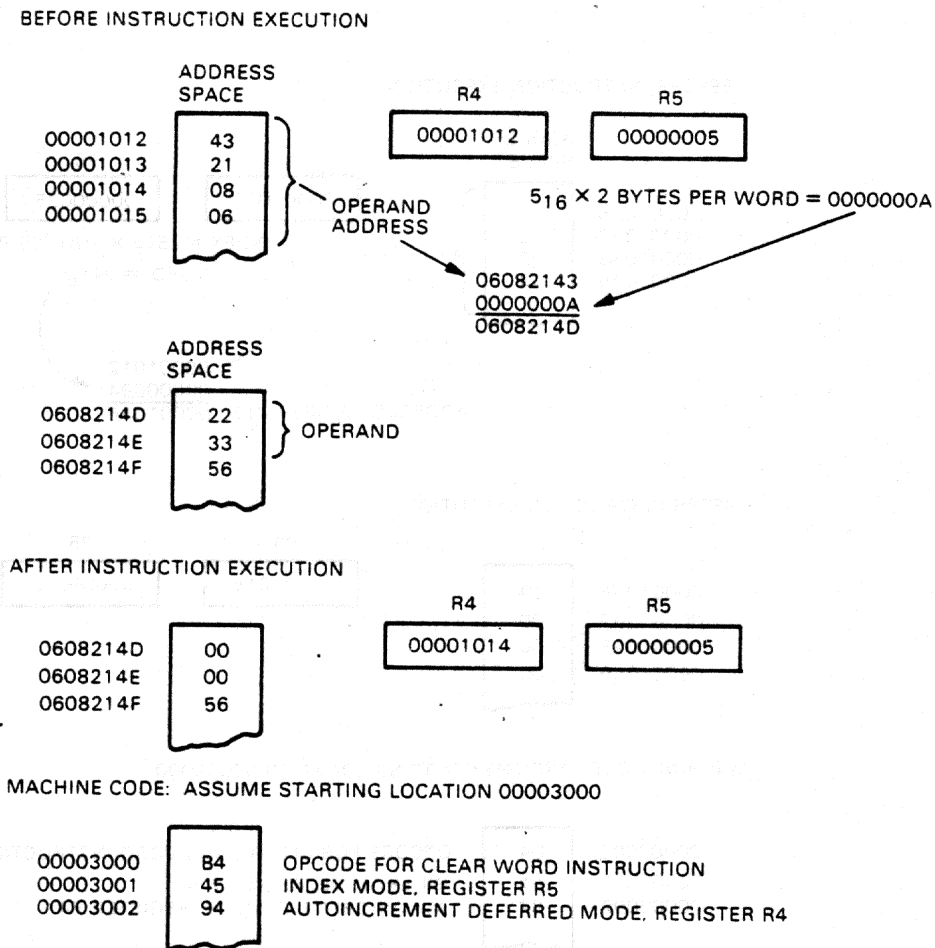 BEFORE INSTRUCTION EXECUTION
ADDRESS
SPACE
R4
R5
00001012 43
00001013 21
00001014 08
00001015 06
00001012
00000005
OPERAND
ADDRESS
5₁₆ × 2 BYTES PER WORD = 0000000A
06082143
0000000A
0608214D
ADDRESS
SPACE
0608214D 22
0608214E 33
0608214F 56
OPERAND
AFTER INSTRUCTION EXECUTION
R4
R5
0608214D 00
0608214E 00
0608214F 56
00001014
00000005
MACHINE CODE: ASSUME STARTING LOCATION 00003000
00003000 B4 OPCODE FOR CLEAR WORD INSTRUCTION
00003001 45 INDEX MODE, REGISTER R5
00003002 94 AUTOINCREMENT DEFERRED MODE, REGISTER R4